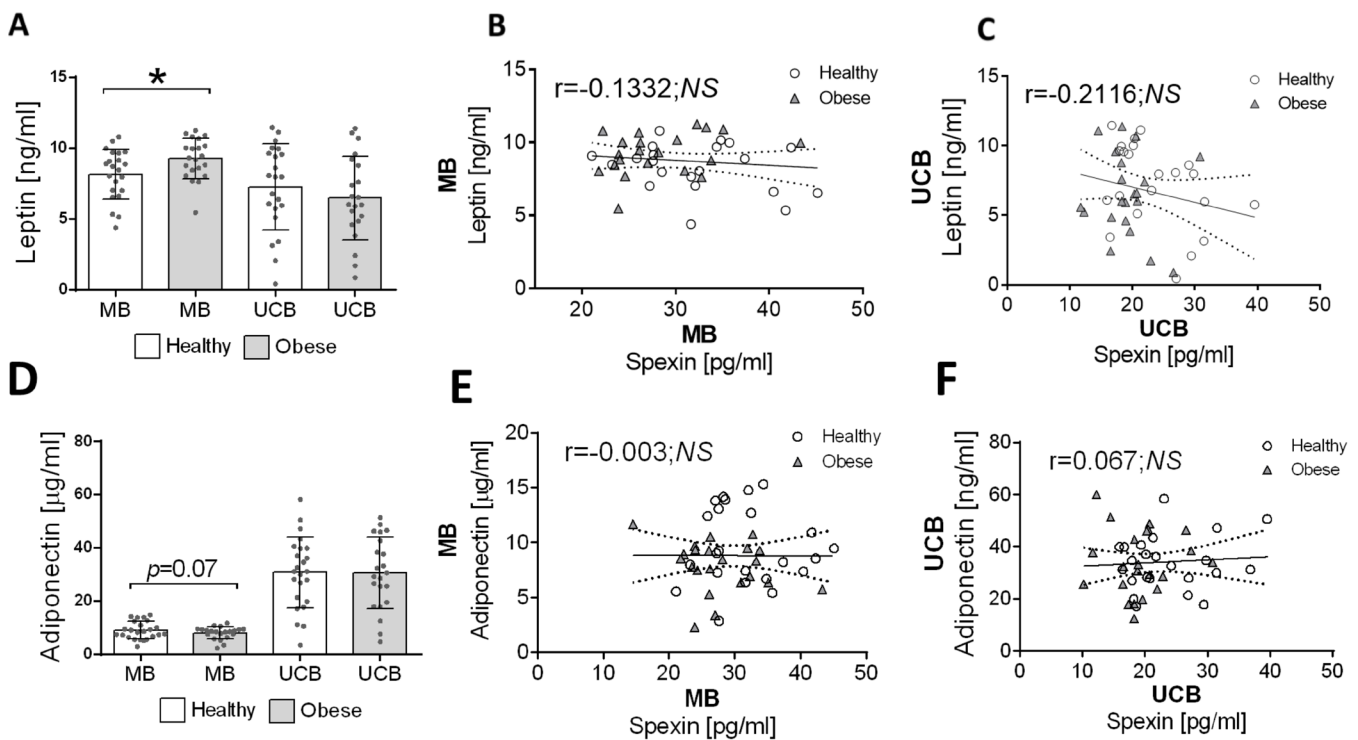 A
15
10
5
0
Leptin [ng/ml]
*
MB MB UCB UCB
Healthy Obese
B
15
10
5
0
MB
Leptin [ng/ml]
r=-0.1332;NS
Healthy
Obese
20 30 40 50
MB
Spexin [pg/ml]
C
15
10
5
0
UCB
Leptin [ng/ml]
r=-0.2116;NS
Healthy
Obese
0 10 20 30 40 50
UCB
Spexin [pg/ml]
D
80
60
40
20
0
Adiponectin [µg/ml]
p=0.07
MB MB UCB UCB
Healthy Obese
E
20
15
10
5
0
MB
Adiponectin [µg/ml]
r=-0.003;NS
Healthy
Obese
0 10 20 30 40 50
MB
Spexin [pg/ml]
F
80
60
40
20
0
UCB
Adiponectin [ng/ml]
r=0.067;NS
Healthy
Obese
0 10 20 30 40 50
UCB
Spexin [pg/ml]